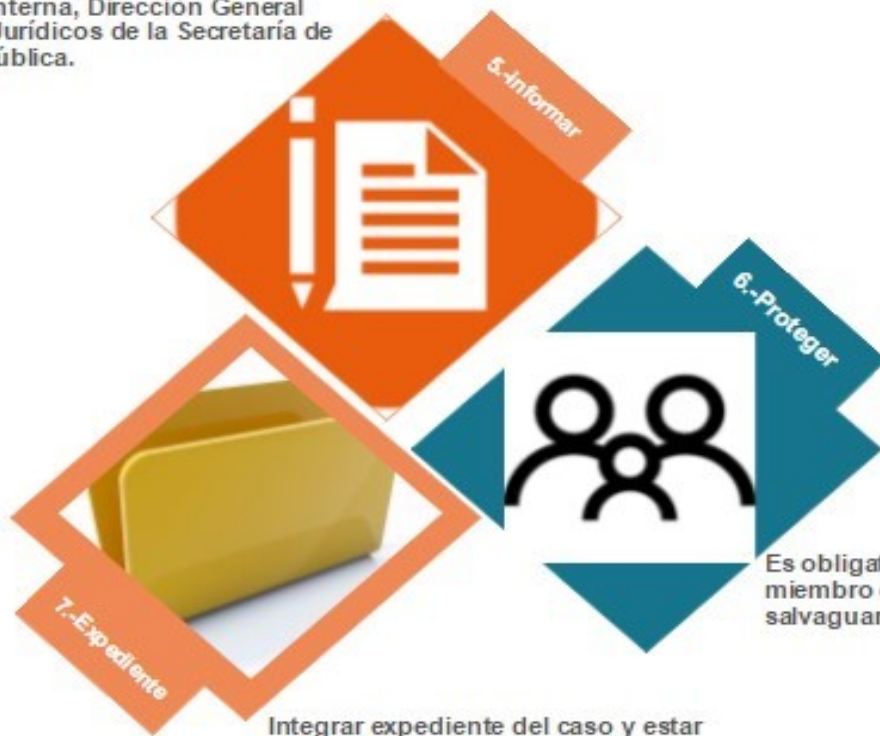 nterna, Dirección General
Jurídicos de la Secretaría de
ública.
5.-Informar
6.-Proteger
Es obligat
miembro
salvaguar
7.-Expediente
Integrar expediente del caso y estar